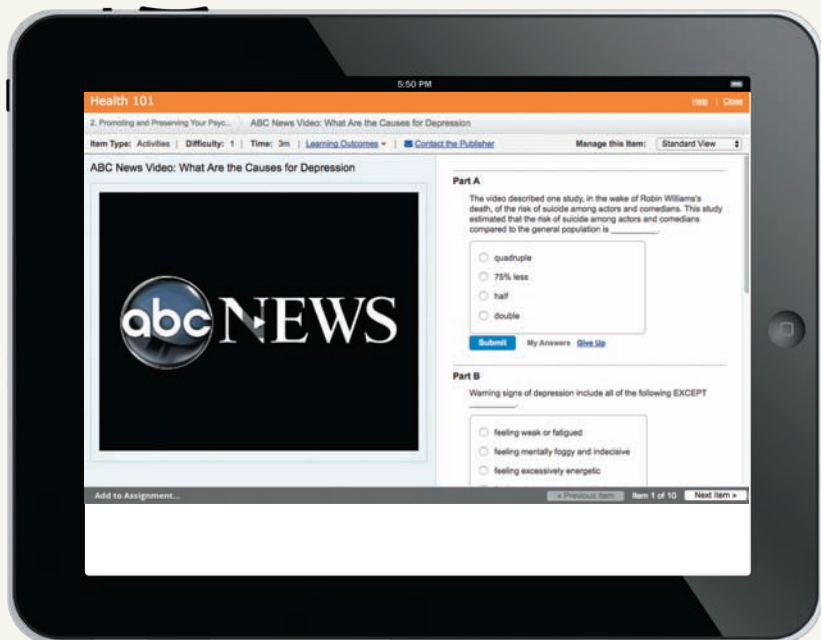 5:50 PM
Health 101
Help | Close
2. Promoting and Preserving Your Psyc... ABC News Video: What Are the Causes for Depression
Item Type: Activities | Difficulty: 1 | Time: 3m | Learning Outcomes | Contact the Publisher Manage this Item: Standard View
ABC News Video: What Are the Causes for Depression
abc NEWS
Part A
The video described one study, in the wake of Robin Williams's
death, of the risk of suicide among actors and comedians. This study
estimated that the risk of suicide among actors and comedians
compared to the general population is ________.
quadruple
75% less
half
double
Submit My Answers Give Up
Part B
Warning signs of depression include all of the following EXCEPT
________.
feeling weak or fatigued
feeling mentally foggy and indecisive
feeling excessively energetic
Add to Assignment...
« Previous Item Item 1 of 10 Next Item »